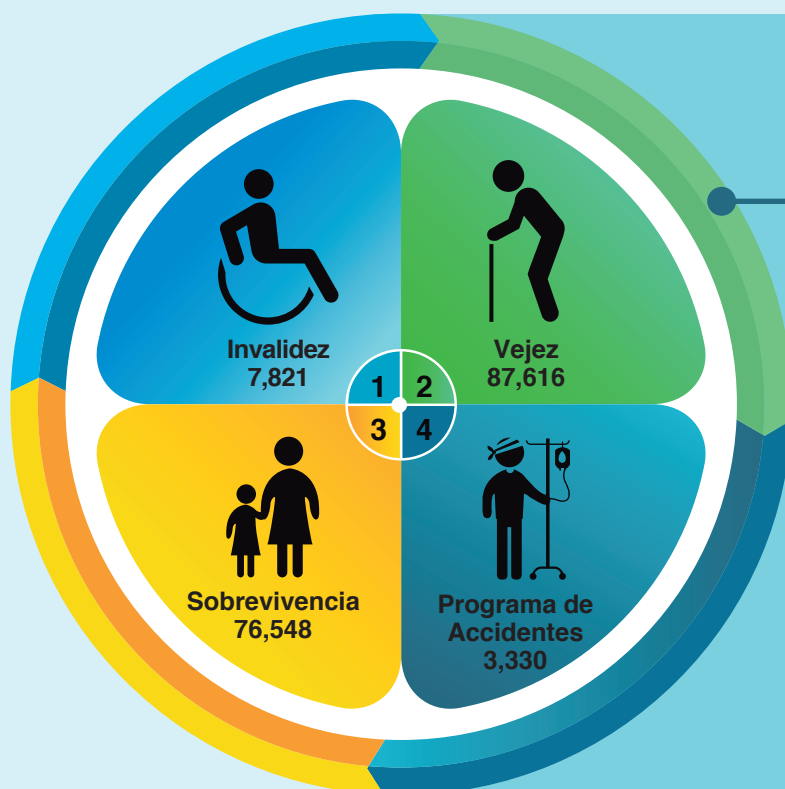 Invalidez
7,821
Vejez
87,616
1
2
3
4
Sobrevivencia
76,548
Programa de
Accidentes
3,330